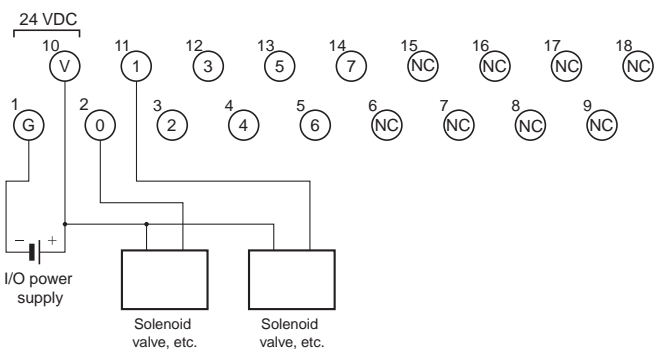 24 VDC
10 11 12 13 14 15 16 17 18
V 1 3 5 7 NC NC NC NC
1 2 3 4 5 6 7 8 9
G 0 2 4 6 NC NC NC NC
− +
I/O power
supply
Solenoid
valve, etc.
Solenoid
valve, etc.